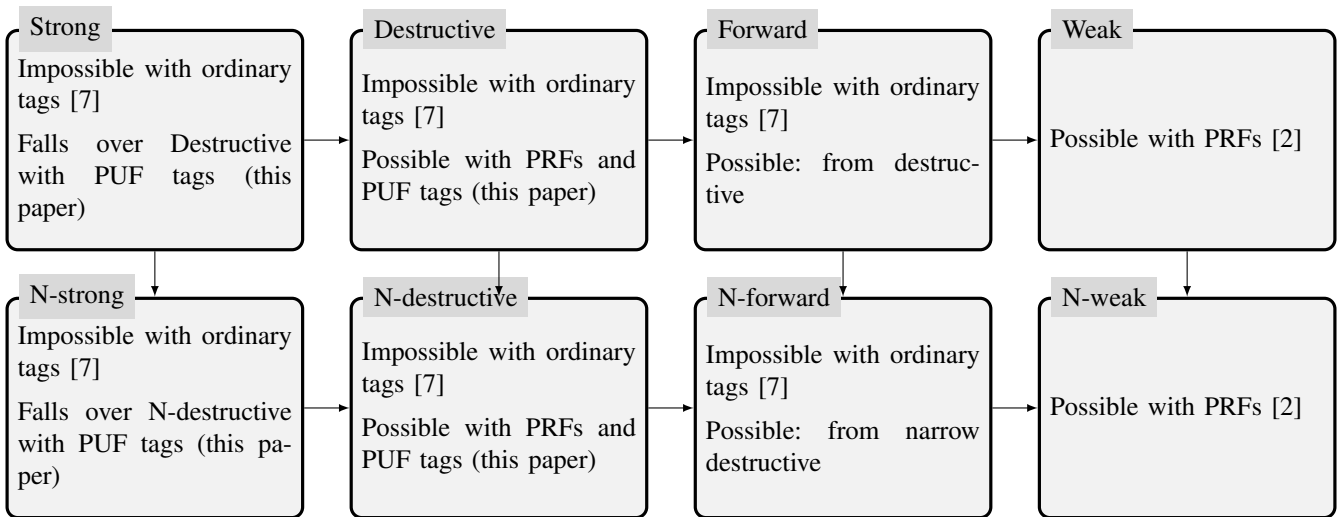 Strong
Impossible with ordinary
tags [7]
Falls over Destructive
with PUF tags (this
paper)
Destructive
Impossible with ordinary
tags [7]
Possible with PRFs and
PUF tags (this paper)
Forward
Impossible with ordinary
tags [7]
Possible: from destruc-
tive
Weak
Possible with PRFs [2]
N-strong
Impossible with ordinary
tags [7]
Falls over N-destructive
with PUF tags (this pa-
per)
N-destructive
Impossible with ordinary
tags [7]
Possible with PRFs and
PUF tags (this paper)
N-forward
Impossible with ordinary
tags [7]
Possible: from narrow
destructive
N-weak
Possible with PRFs [2]